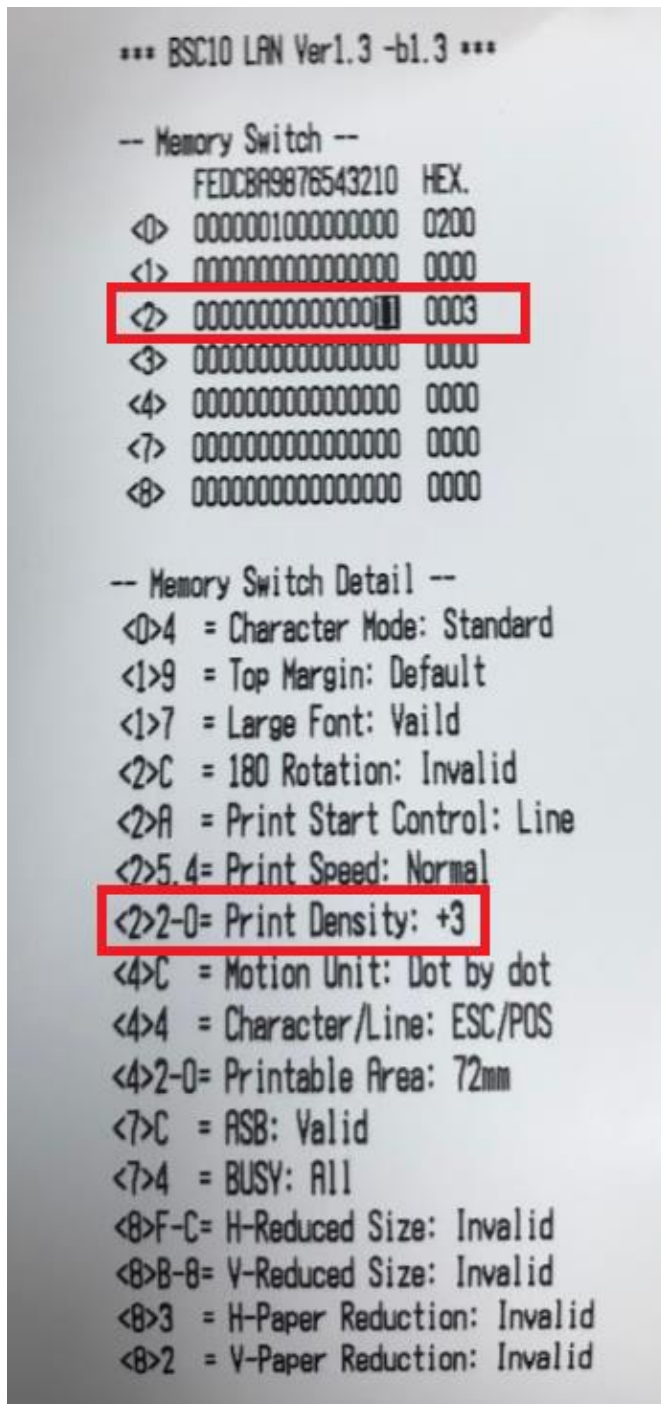 *** BSC10 LAN Ver1.3 -b1.3 ***
-- Memory Switch --
FEDCBA9876543210 HEX.
<0> 0000001000000000 0200
<1> 0000000000000000 0000
<2> 0000000000000011 0003
<3> 0000000000000000 0000
<4> 0000000000000000 0000
<7> 0000000000000000 0000
<8> 0000000000000000 0000
-- Memory Switch Detail --
<0>4 = Character Mode: Standard
<1>9 = Top Margin: Default
<1>7 = Large Font: Vaild
<2>C = 180 Rotation: Invalid
<2>A = Print Start Control: Line
<2>5.4= Print Speed: Normal
<2>2-0= Print Density: +3
<4>C = Motion Unit: Dot by dot
<4>4 = Character/Line: ESC/POS
<4>2-0= Printable Area: 72mm
<7>C = ASB: Valid
<7>4 = BUSY: All
<8>F-C= H-Reduced Size: Invalid
<8>B-8= V-Reduced Size: Invalid
<8>3 = H-Paper Reduction: Invalid
<8>2 = V-Paper Reduction: Invalid